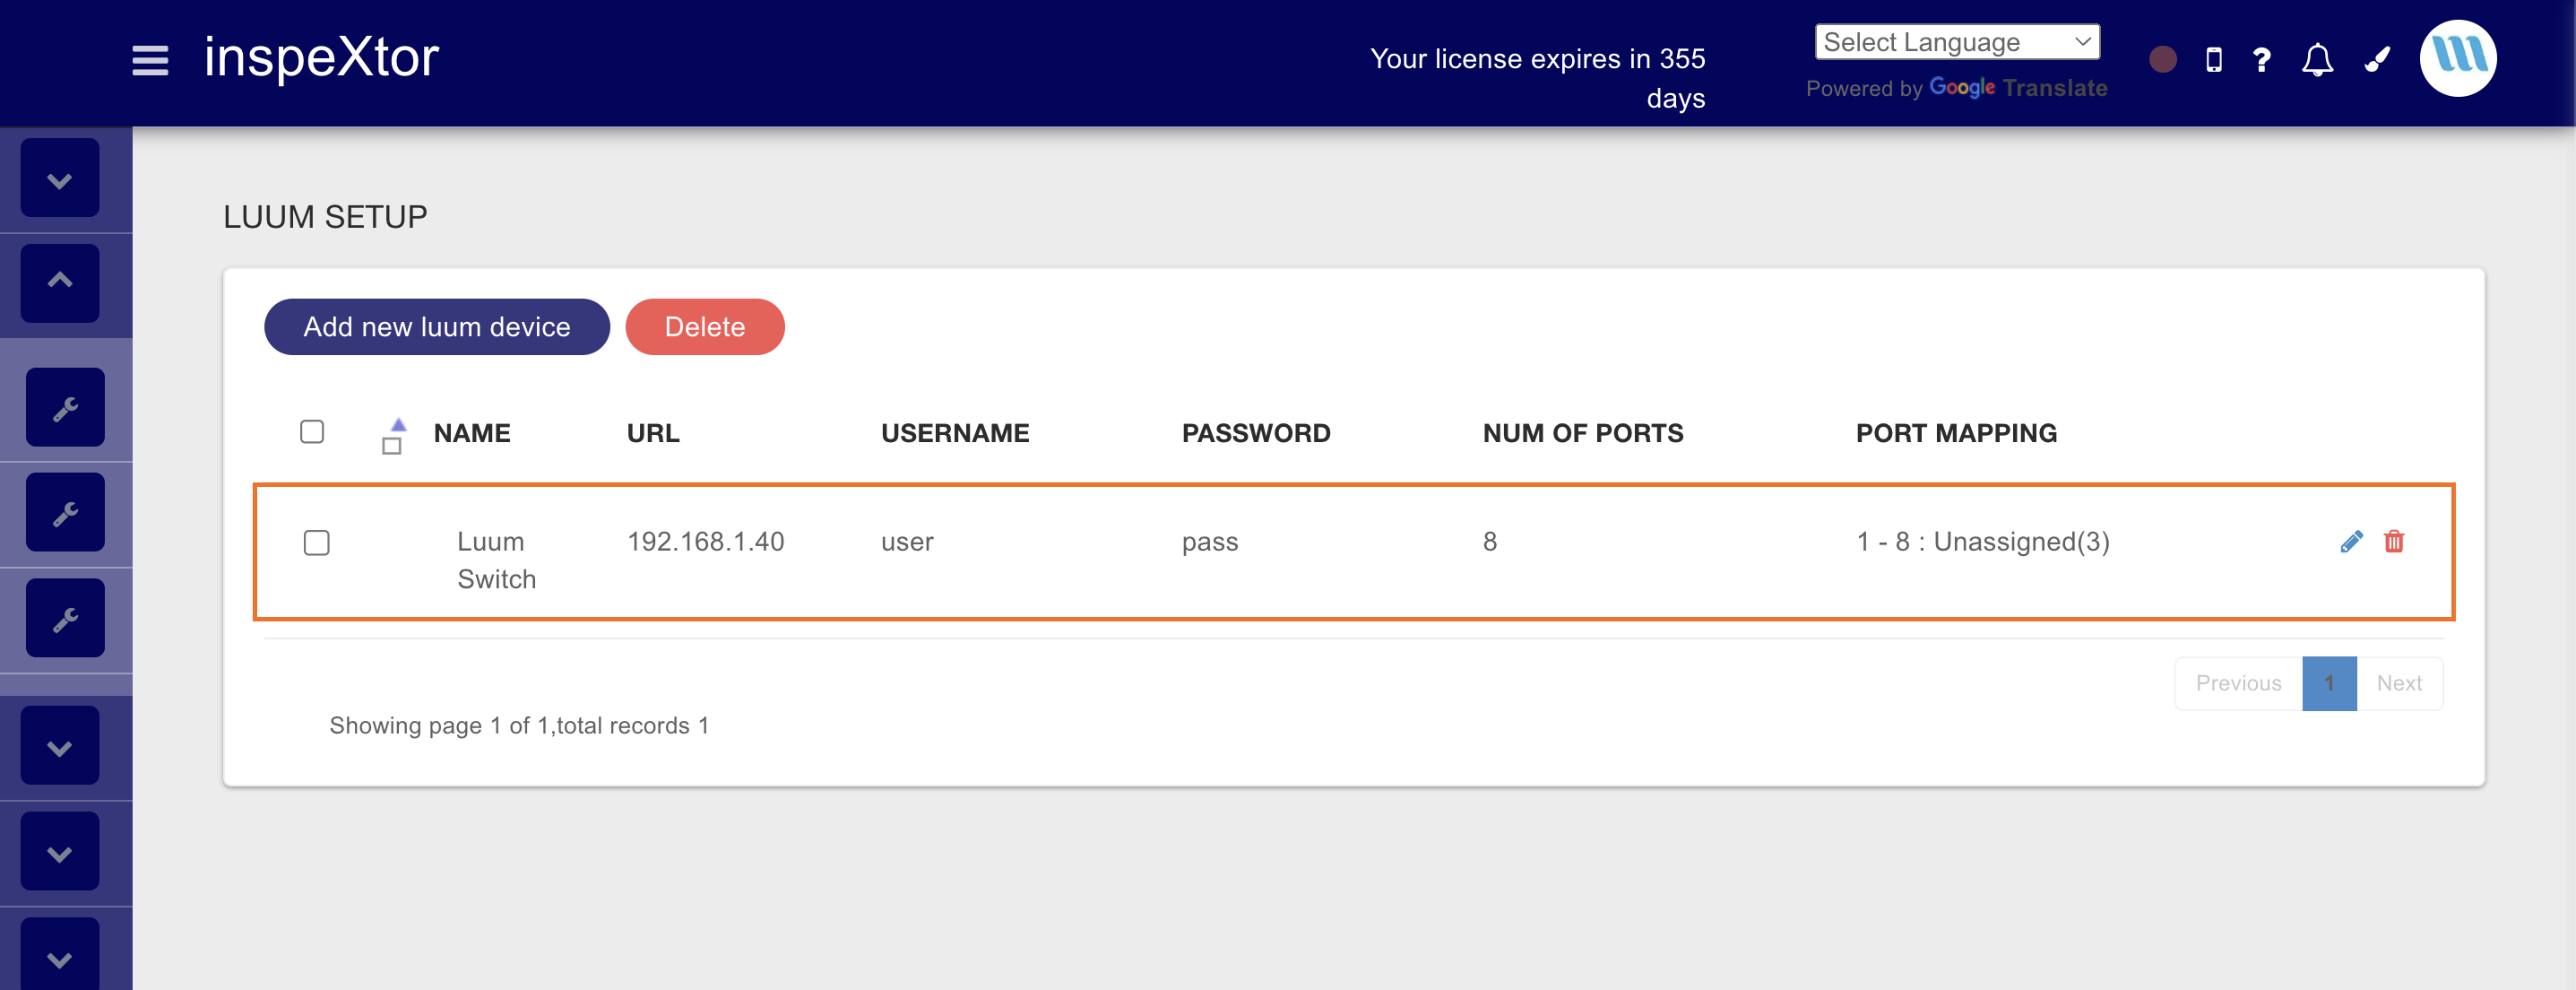 inspeXtor
Your license expires in 355
days
Select Language
Powered by Google Translate
LUUM SETUP
Add new luum device
Delete
NAME
URL
USERNAME
PASSWORD
NUM OF PORTS
PORT MAPPING
Luum
Switch
192.168.1.40
user
pass
8
1 - 8 : Unassigned(3)
Previous
1
Next
Showing page 1 of 1,total records 1